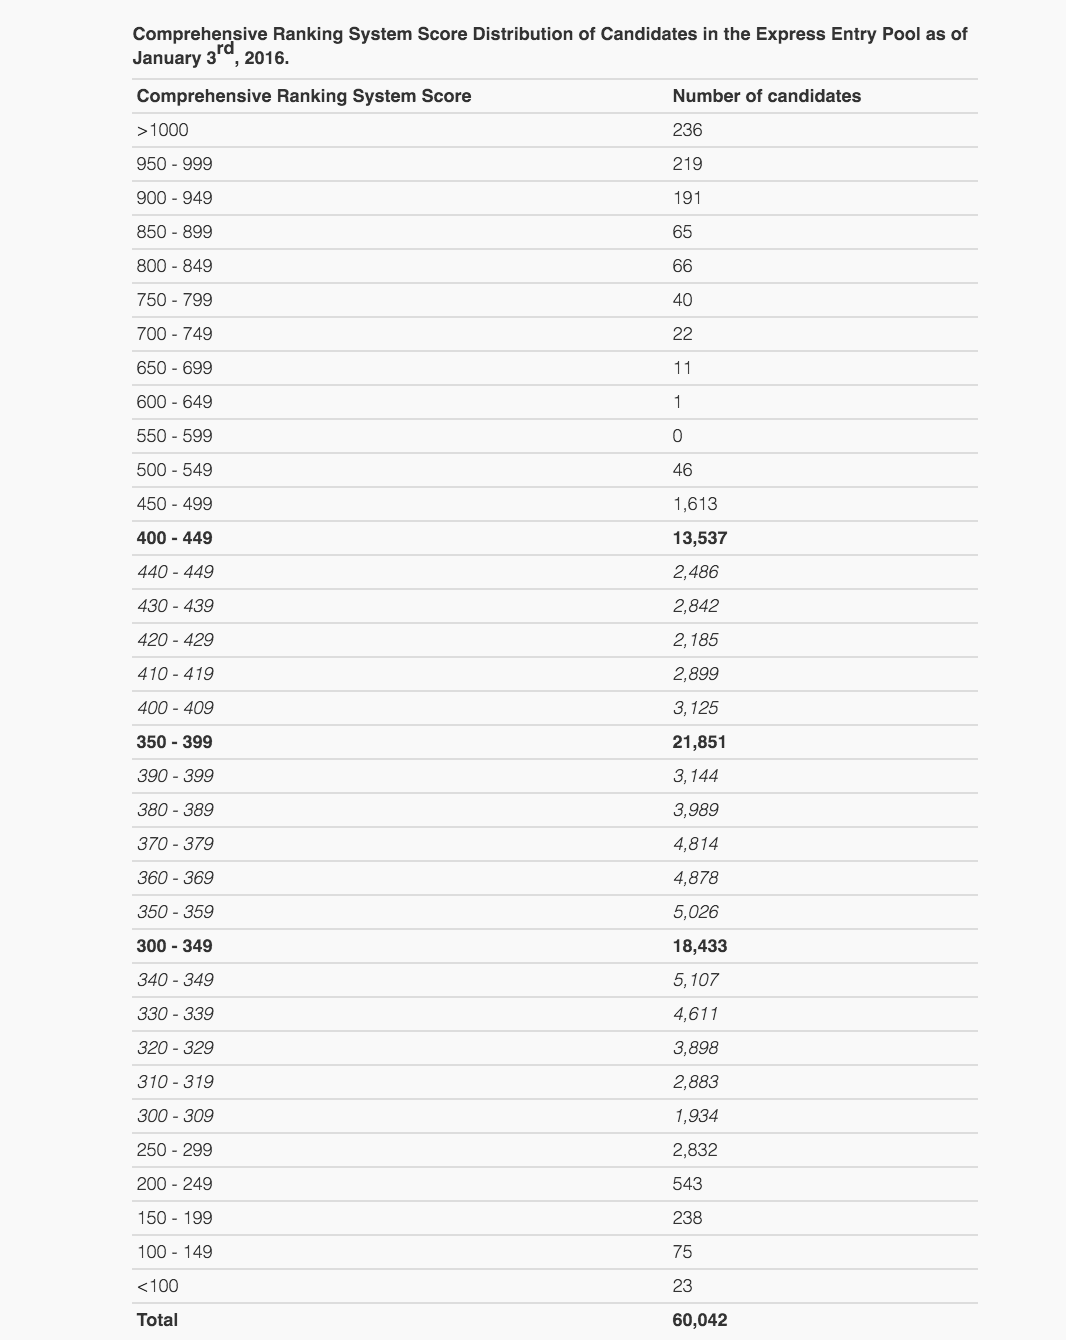 Comprehensive Ranking System Score Distribution of Candidates in the Express Entry Pool as of
January 3rd, 2016.
Comprehensive Ranking System Score Number of candidates
>1000 236
950 - 999 219
900 - 949 191
850 - 899 65
800 - 849 66
750 - 799 40
700 - 749 22
650 - 699 11
600 - 649 1
550 - 599 0
500 - 549 46
450 - 499 1,613
400 - 449 13,537
440 - 449 2,486
430 - 439 2,842
420 - 429 2,185
410 - 419 2,899
400 - 409 3,125
350 - 399 21,851
390 - 399 3,144
380 - 389 3,989
370 - 379 4,814
360 - 369 4,878
350 - 359 5,026
300 - 349 18,433
340 - 349 5,107
330 - 339 4,611
320 - 329 3,898
310 - 319 2,883
300 - 309 1,934
250 - 299 2,832
200 - 249 543
150 - 199 238
100 - 149 75
<100 23
Total 60,042